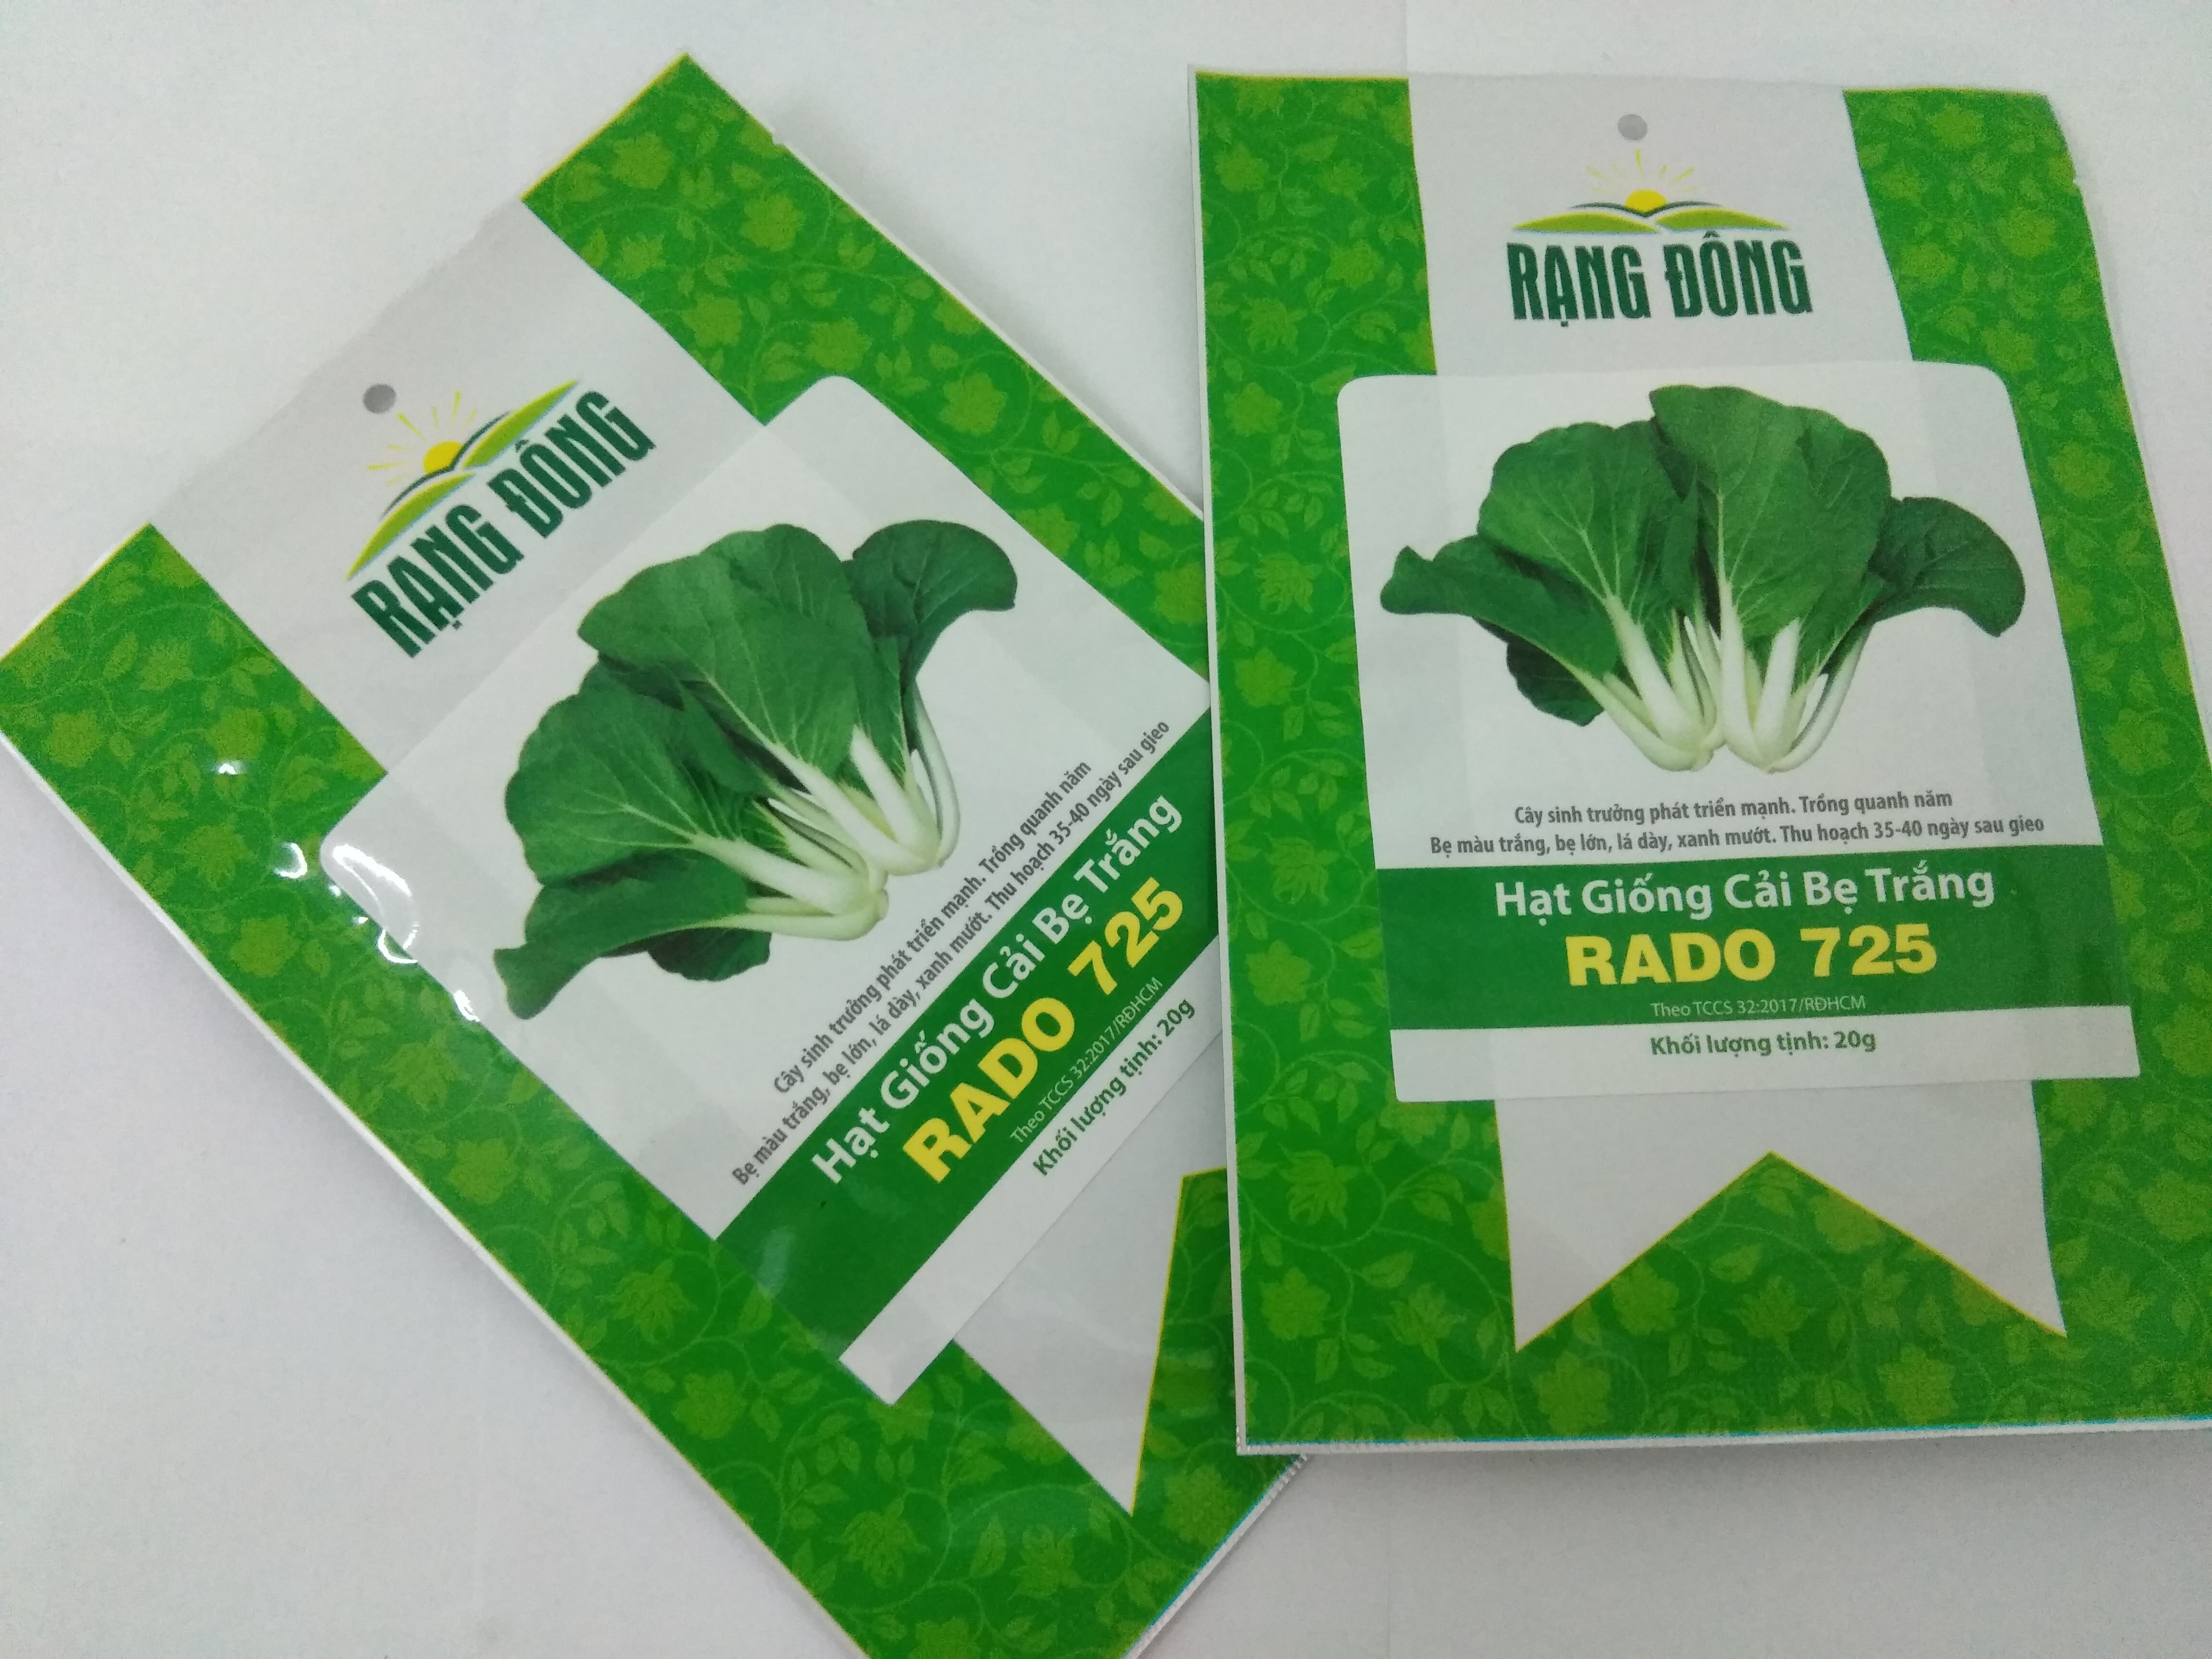 RẠNG ĐÔNG
Cây sinh trưởng phát triển mạnh. Trồng quanh năm
Bẹ màu trắng, bẹ lớn, lá dày, xanh mướt. Thu hoạch 35-40 ngày sau gieo
Hạt Giống Cải Bẹ Trắng
RADO 725
Theo TCCS 32:2017/RĐHCM
Khối lượng tịnh: 20g
RẠNG ĐÔNG
Cây sinh trưởng phát triển mạnh. Trồng quanh năm
Bẹ màu trắng, bẹ lớn, lá dày, xanh mướt. Thu hoạch 35-40 ngày sau gieo
Hạt Giống Cải Bẹ Trắng
RADO 725
Theo TCCS 32:2017/RĐHCM
Khối lượng tịnh: 20g